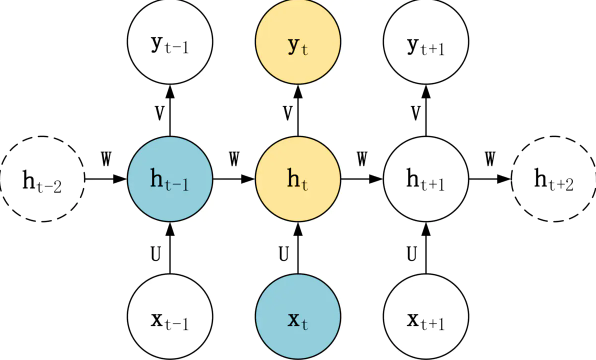 y_{t-1} y_t y_{t+1}
V V V
W W W W
h_{t-2} h_{t-1} h_t h_{t+1} h_{t+2}
U U U
x_{t-1} x_t x_{t+1}